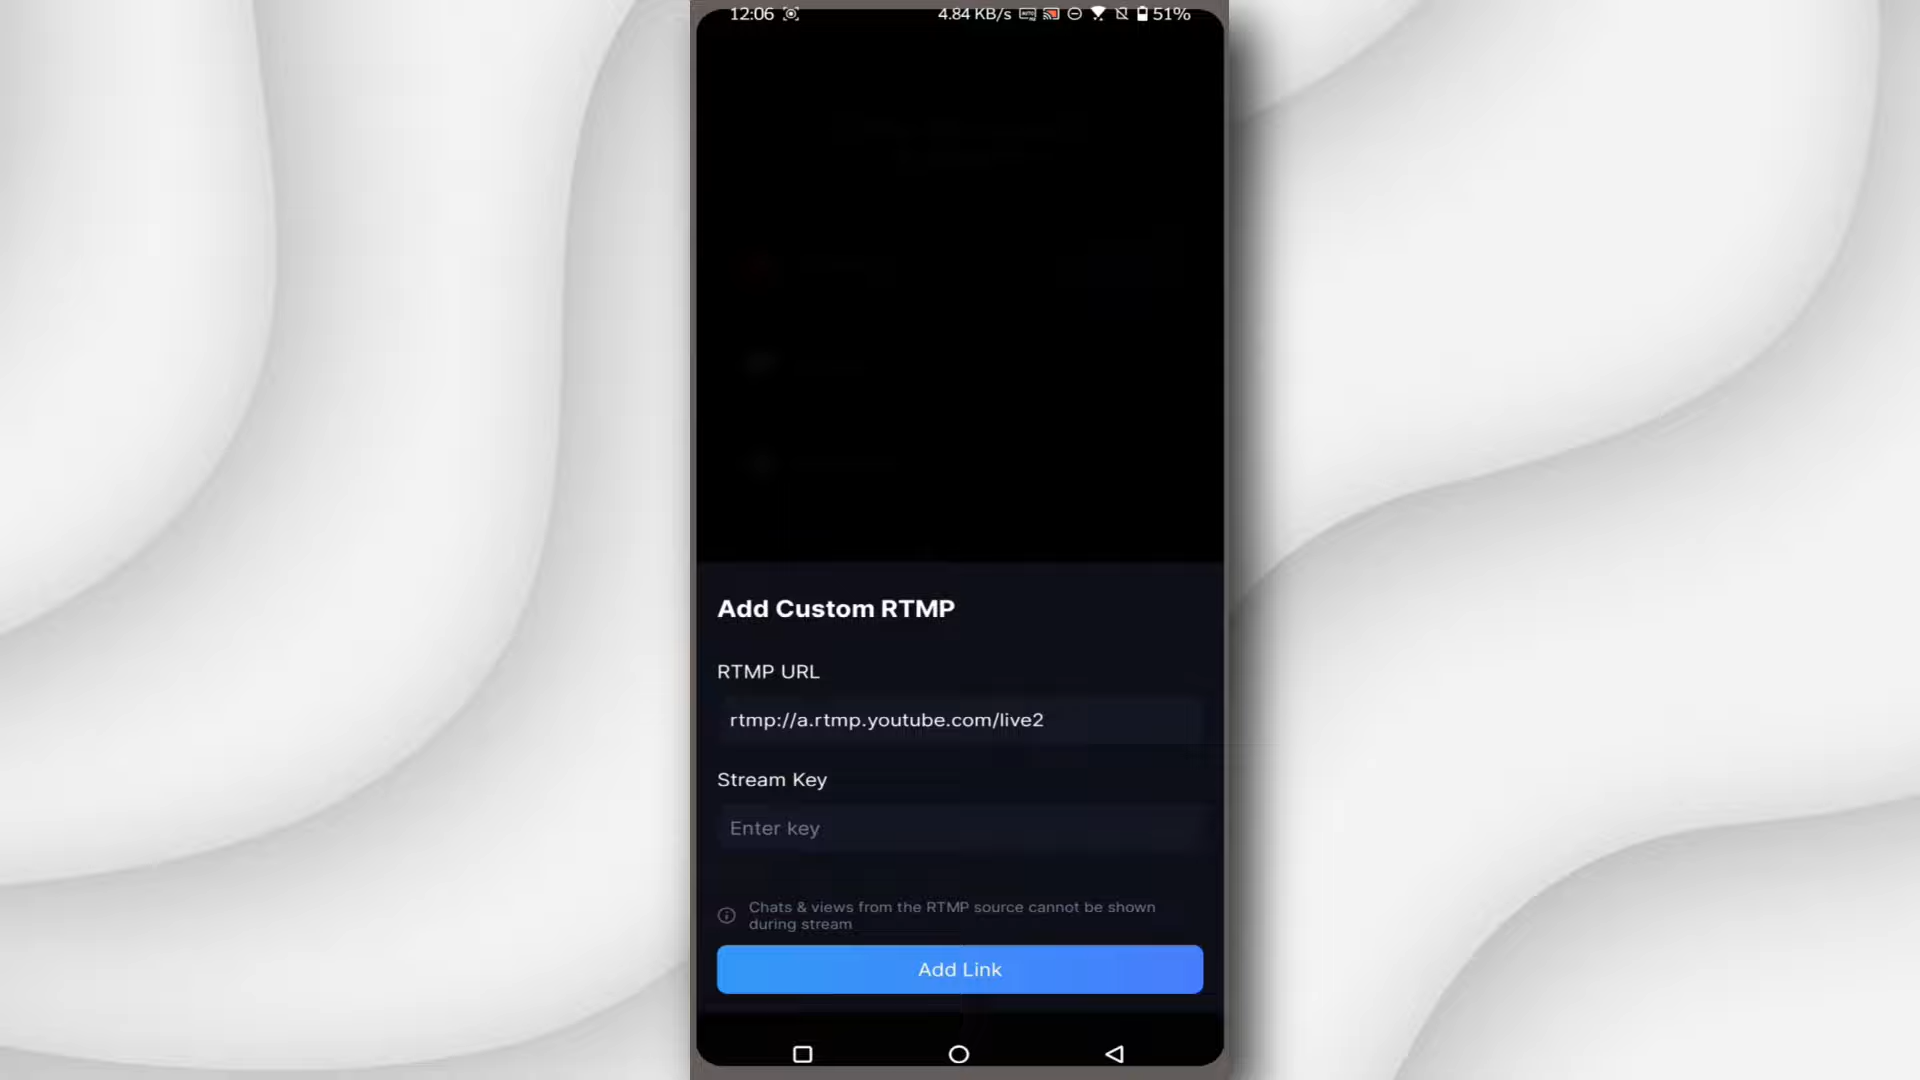 12:06 4.84 KB/s 51%
Add Custom RTMP
RTMP URL
rtmp://a.rtmp.youtube.com/live2
Stream Key
Enter key
Chats & views from the RTMP source cannot be shown
during stream
Add Link